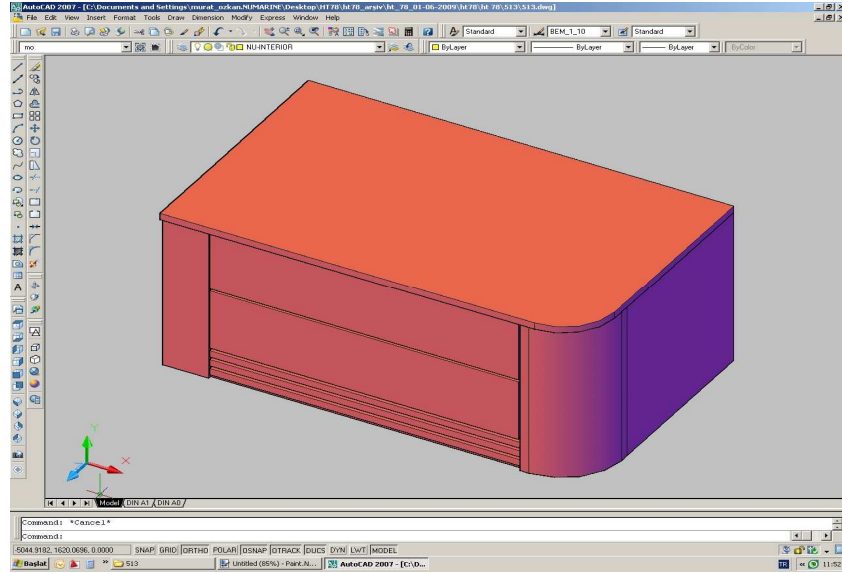 AutoCAD 2007 - [C:\Documents and Settings\murat_ozkan.NUMARINE\Desktop\HT78\ht78_arsiv\ht_78_01-06-2009\ht78\ht 78\513\513.dwg]
File Edit View Insert Format Tools Draw Dimension Modify Express Window Help
Standard BEM_1_10 Standard
mo NU-INTERIOR ByLayer ByLayer ByLayer ByColor
Y
X
Model DIN A1 DIN A0
Command: *Cancel*
Command:
-5044.9182, 1620.0696, 0.0000 SNAP GRID ORTHO POLAR OSNAP OTRACK DUCS DYN LWT MODEL
Başlat » 513 Untitled (85%) - Paint.N... AutoCAD 2007 - [C:\D... TR « 11:52